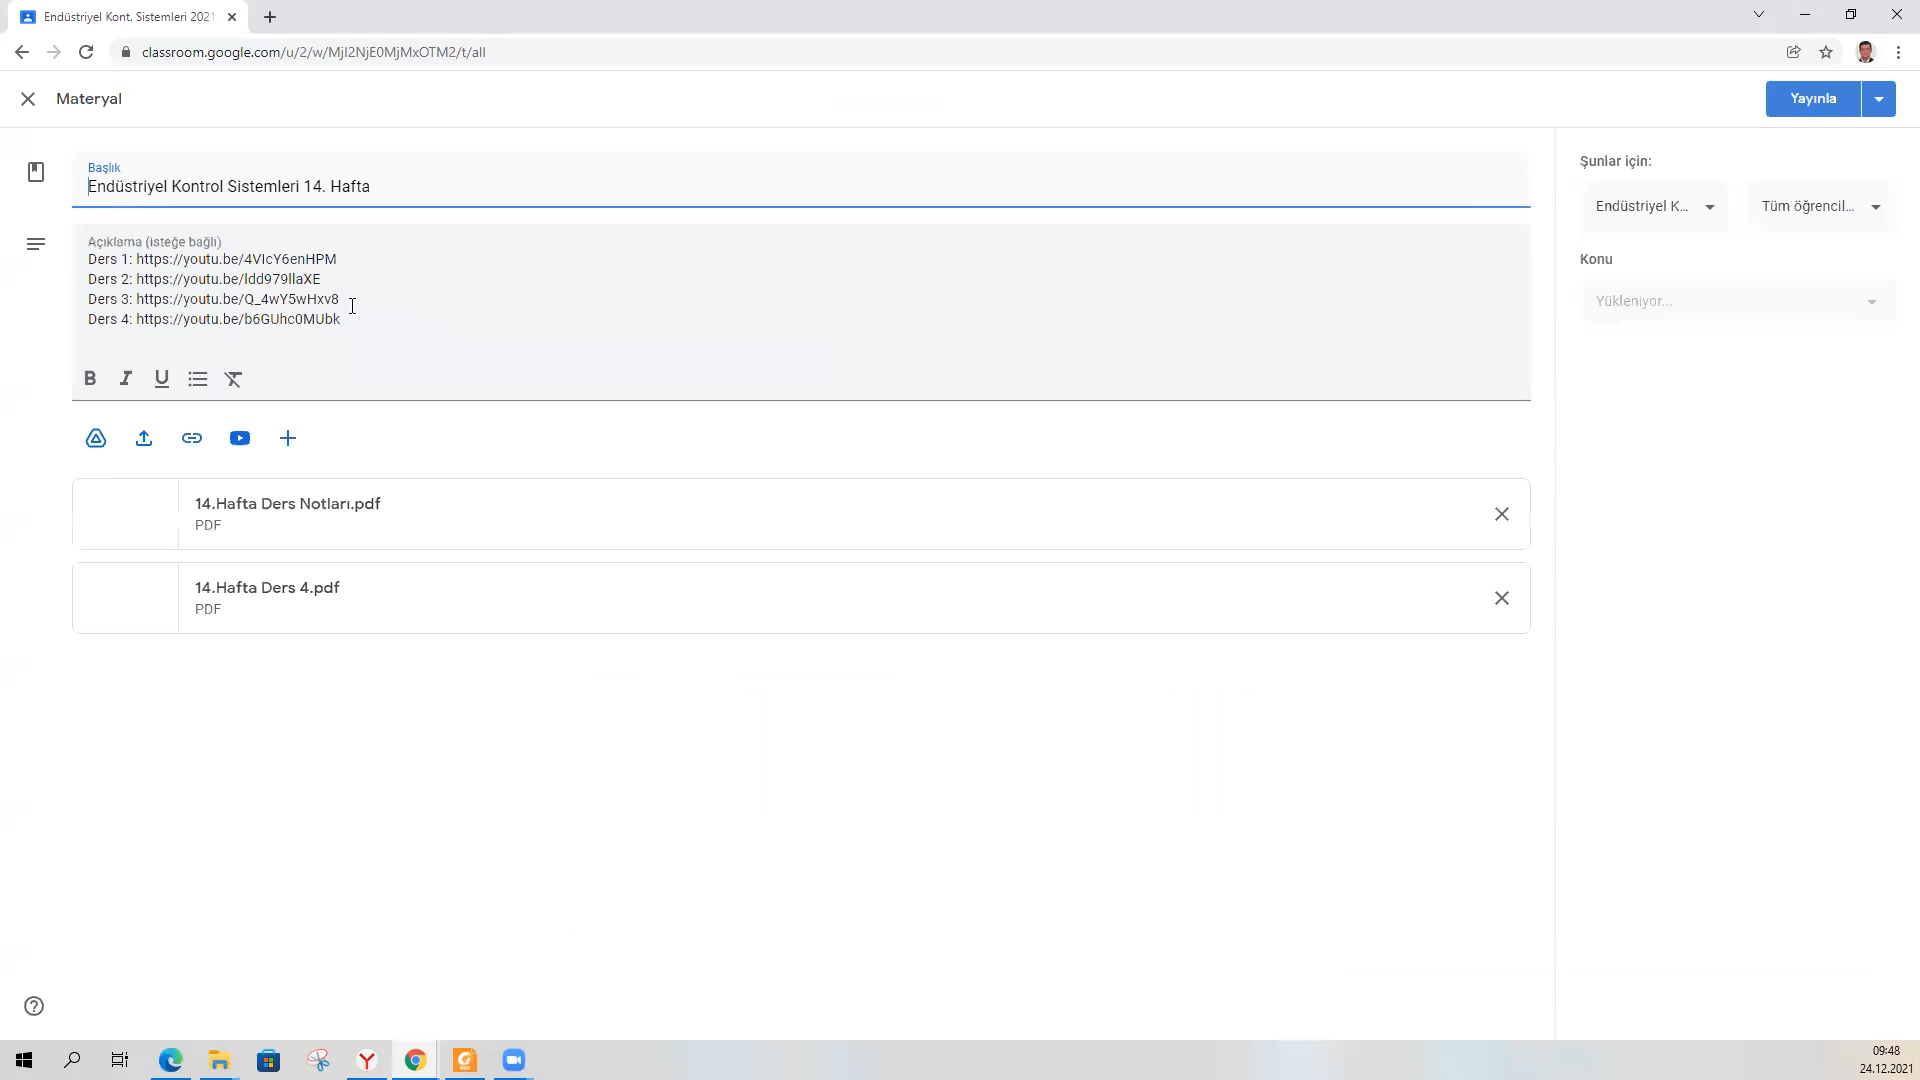 Endüstriyel Kont. Sistemleri 2021
classroom.google.com/u/2/w/MjI2NjE0MjMxOTM2/t/all
Materyal
Yayınla
Başlık
Endüstriyel Kontrol Sistemleri 14. Hafta
Açıklama (isteğe bağlı)
Ders 1: https://youtu.be/4VIcY6enHPM
Ders 2: https://youtu.be/ldd979llaXE
Ders 3: https://youtu.be/Q_4wY5wHxv8
Ders 4: https://youtu.be/b6GUhc0MUbk
B I U
14.Hafta Ders Notları.pdf
PDF
14.Hafta Ders 4.pdf
PDF
Şunlar için:
Endüstriyel K...
Tüm öğrencil...
Konu
Yükleniyor...
09:48
24.12.2021